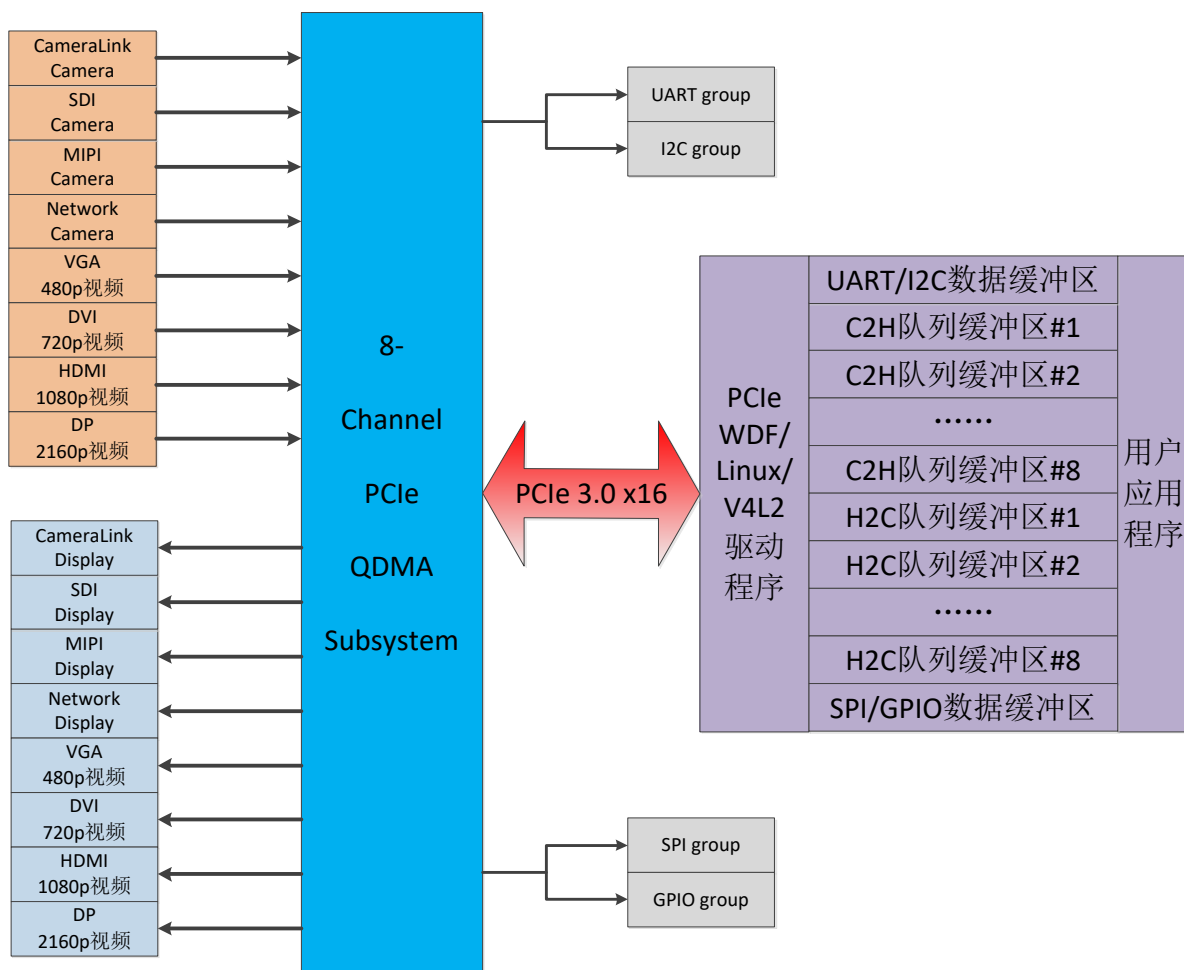 CameraLink
Camera
SDI
Camera
MIPI
Camera
Network
Camera
VGA
480p视频
DVI
720p视频
HDMI
1080p视频
DP
2160p视频
CameraLink
Display
SDI
Display
MIPI
Display
Network
Display
VGA
480p视频
DVI
720p视频
HDMI
1080p视频
DP
2160p视频
8-
Channel
PCIe
QDMA
Subsystem
UART group
I2C group
PCIe 3.0 x16
SPI group
GPIO group
PCIe
WDF/
Linux/
V4L2
驱动
程序
UART/I2C数据缓冲区
C2H队列缓冲区#1
C2H队列缓冲区#2
······
C2H队列缓冲区#8
H2C队列缓冲区#1
H2C队列缓冲区#2
······
H2C队列缓冲区#8
SPI/GPIO数据缓冲区
用户
应用
程序